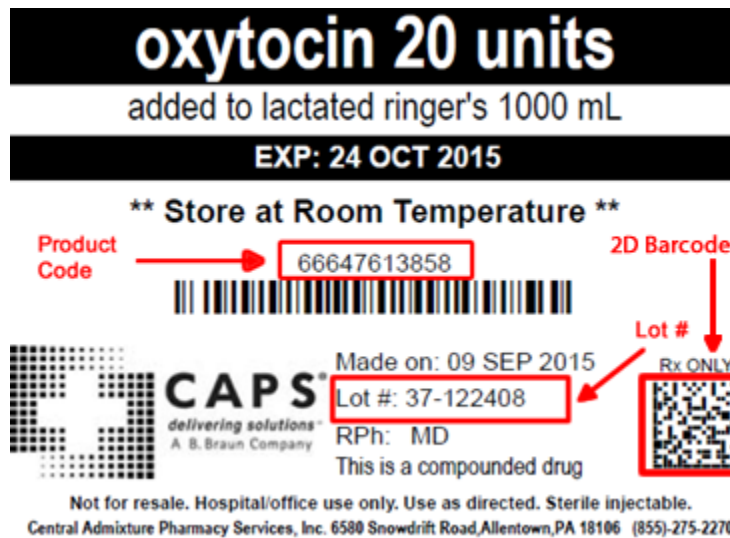 oxytocin 20 units
added to lactated ringer's 1000 mL
EXP: 24 OCT 2015
** Store at Room Temperature **
Product
Code
66647613858
2D Barcode
Lot #
Made on: 09 SEP 2015
Rx ONLY
CAPS
Lot #: 37-122408
delivering solutions
A B. Braun Company
RPh: MD
This is a compounded drug
Not for resale. Hospital/office use only. Use as directed. Sterile injectable.
Central Admixture Pharmacy Services, Inc. 6580 Snowdrift Road,Allentown,PA 18106 (855)-275-2270